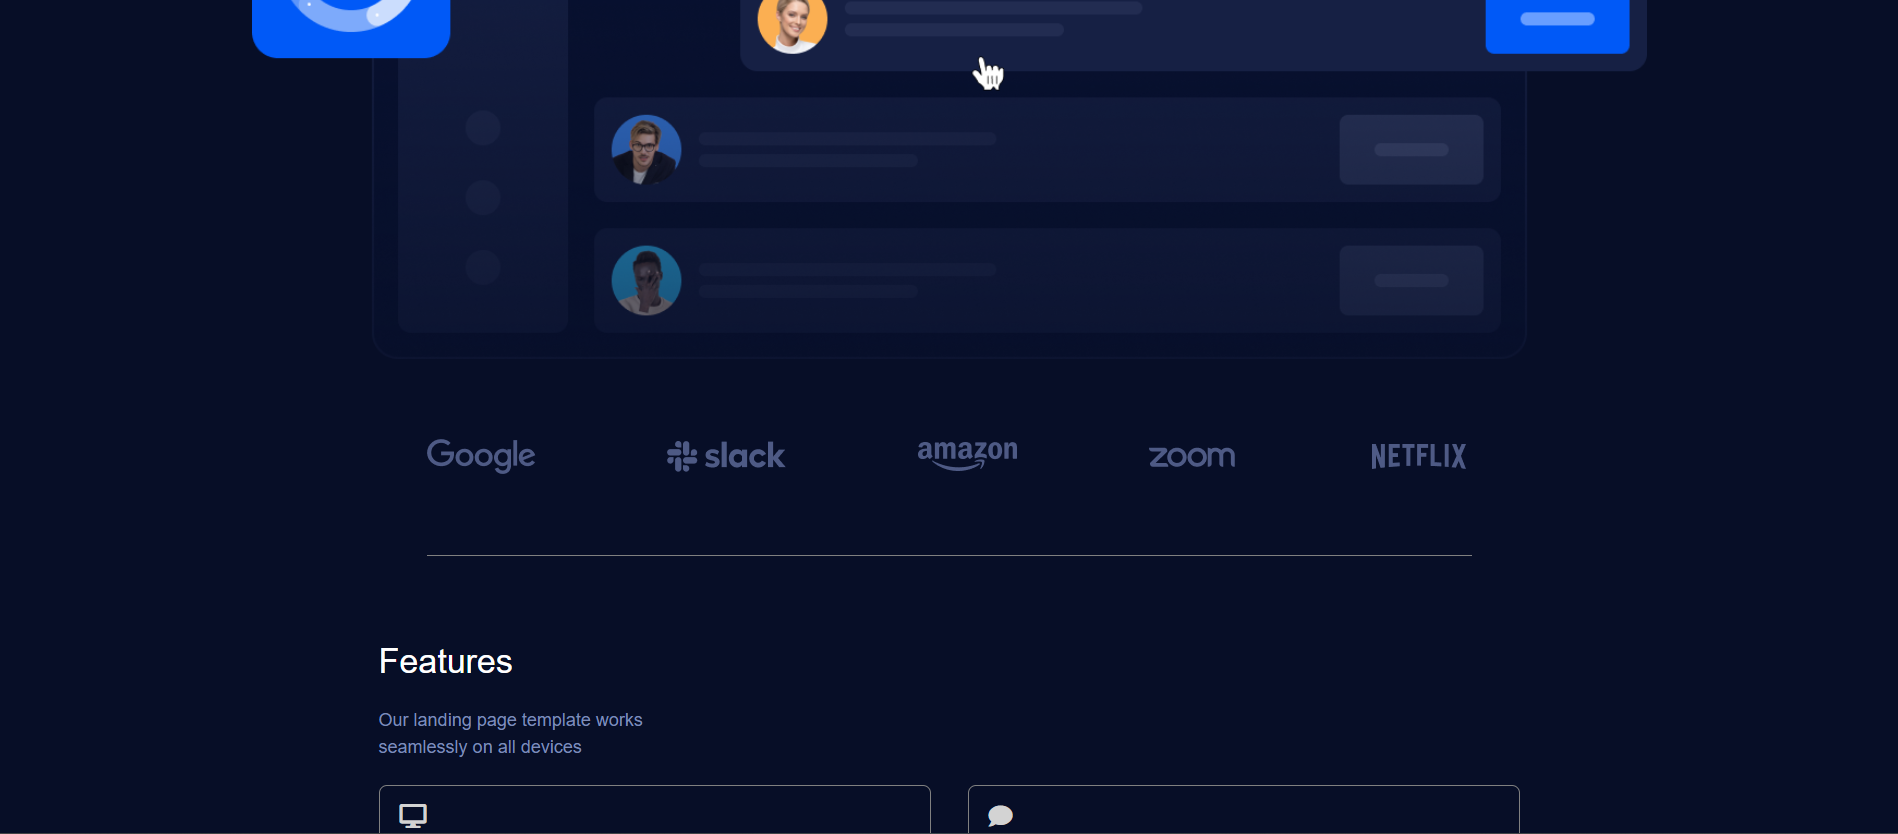 Google
slack
amazon
zoom
NETFLIX
Features
Our landing page template works
seamlessly on all devices